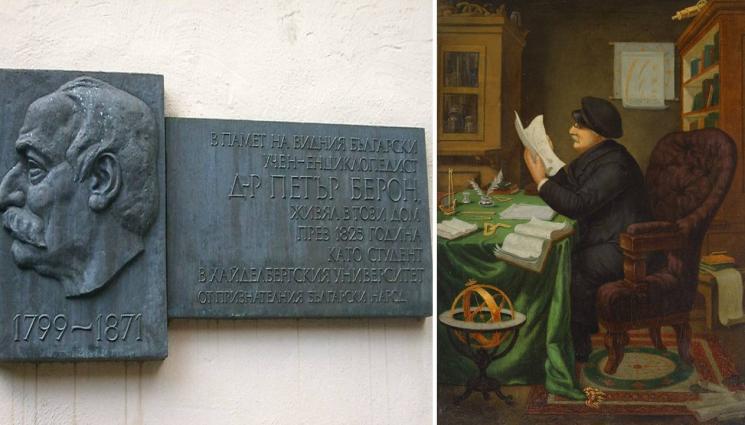 В ПАМЕТ НА ВИДНИЯ БЪЛГАРСКИ
УЧЕН-ЕНЦИКЛОПЕДИСТ
Д-Р ПЕТЪР БЕРОН,
ЖИВЯЛ В ТОЗИ ДОМ
ПРЕЗ 1825 ГОДИНА
КАТО СТУДЕНТ
В ХАЙДЕЛБЕРГСКИЯ УНИВЕРСИТЕТ
ОТ ПРИЗНАТЕЛНИЯ БЪЛГАРСКИ НАРОД
1799-1871